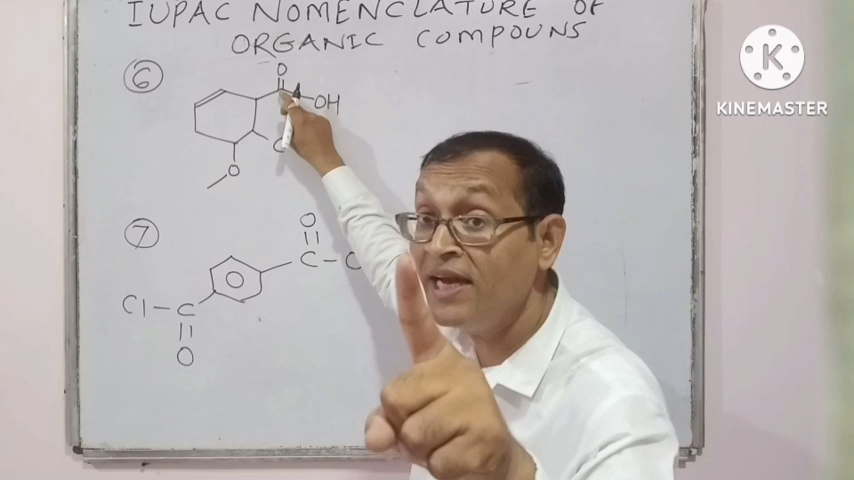 IUPAC NOMENCLATURE OF
ORGANIC COMPOUNS
6
O
OH
C
O
7
O
C
C
Cl
C
O
K
KINEMASTER